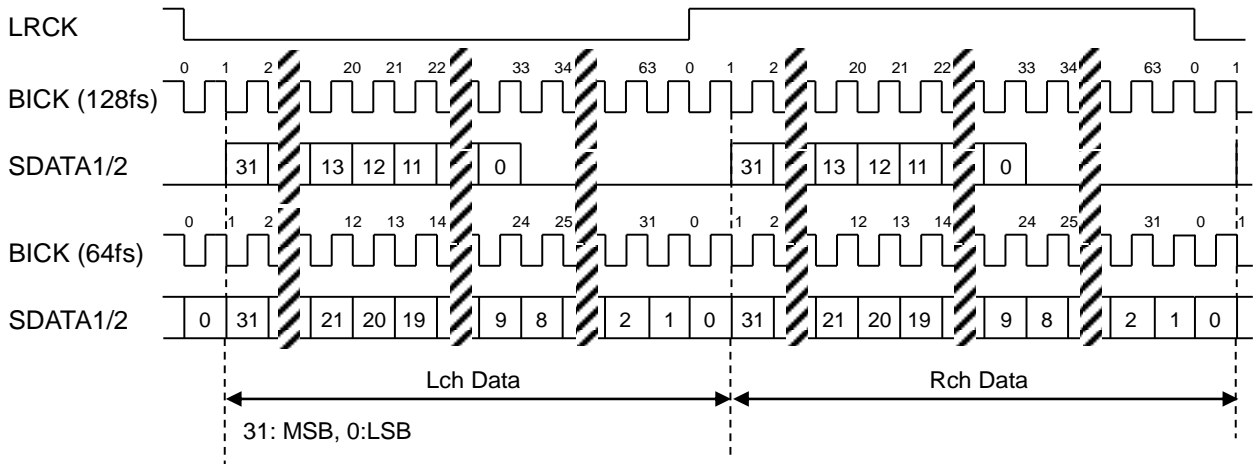 LRCK
0 1 2 20 21 22 33 34 63 0 1 2 20 21 22 33 34 63 0 1
BICK (128fs)
SDATA1/2
31 13 12 11 0 31 13 12 11 0
0 1 2 12 13 14 24 25 31 0 1 2 12 13 14 24 25 31 0 1
BICK (64fs)
SDATA1/2
0 31 21 20 19 9 8 2 1 0 31 21 20 19 9 8 2 1 0
Lch Data
Rch Data
31: MSB, 0:LSB